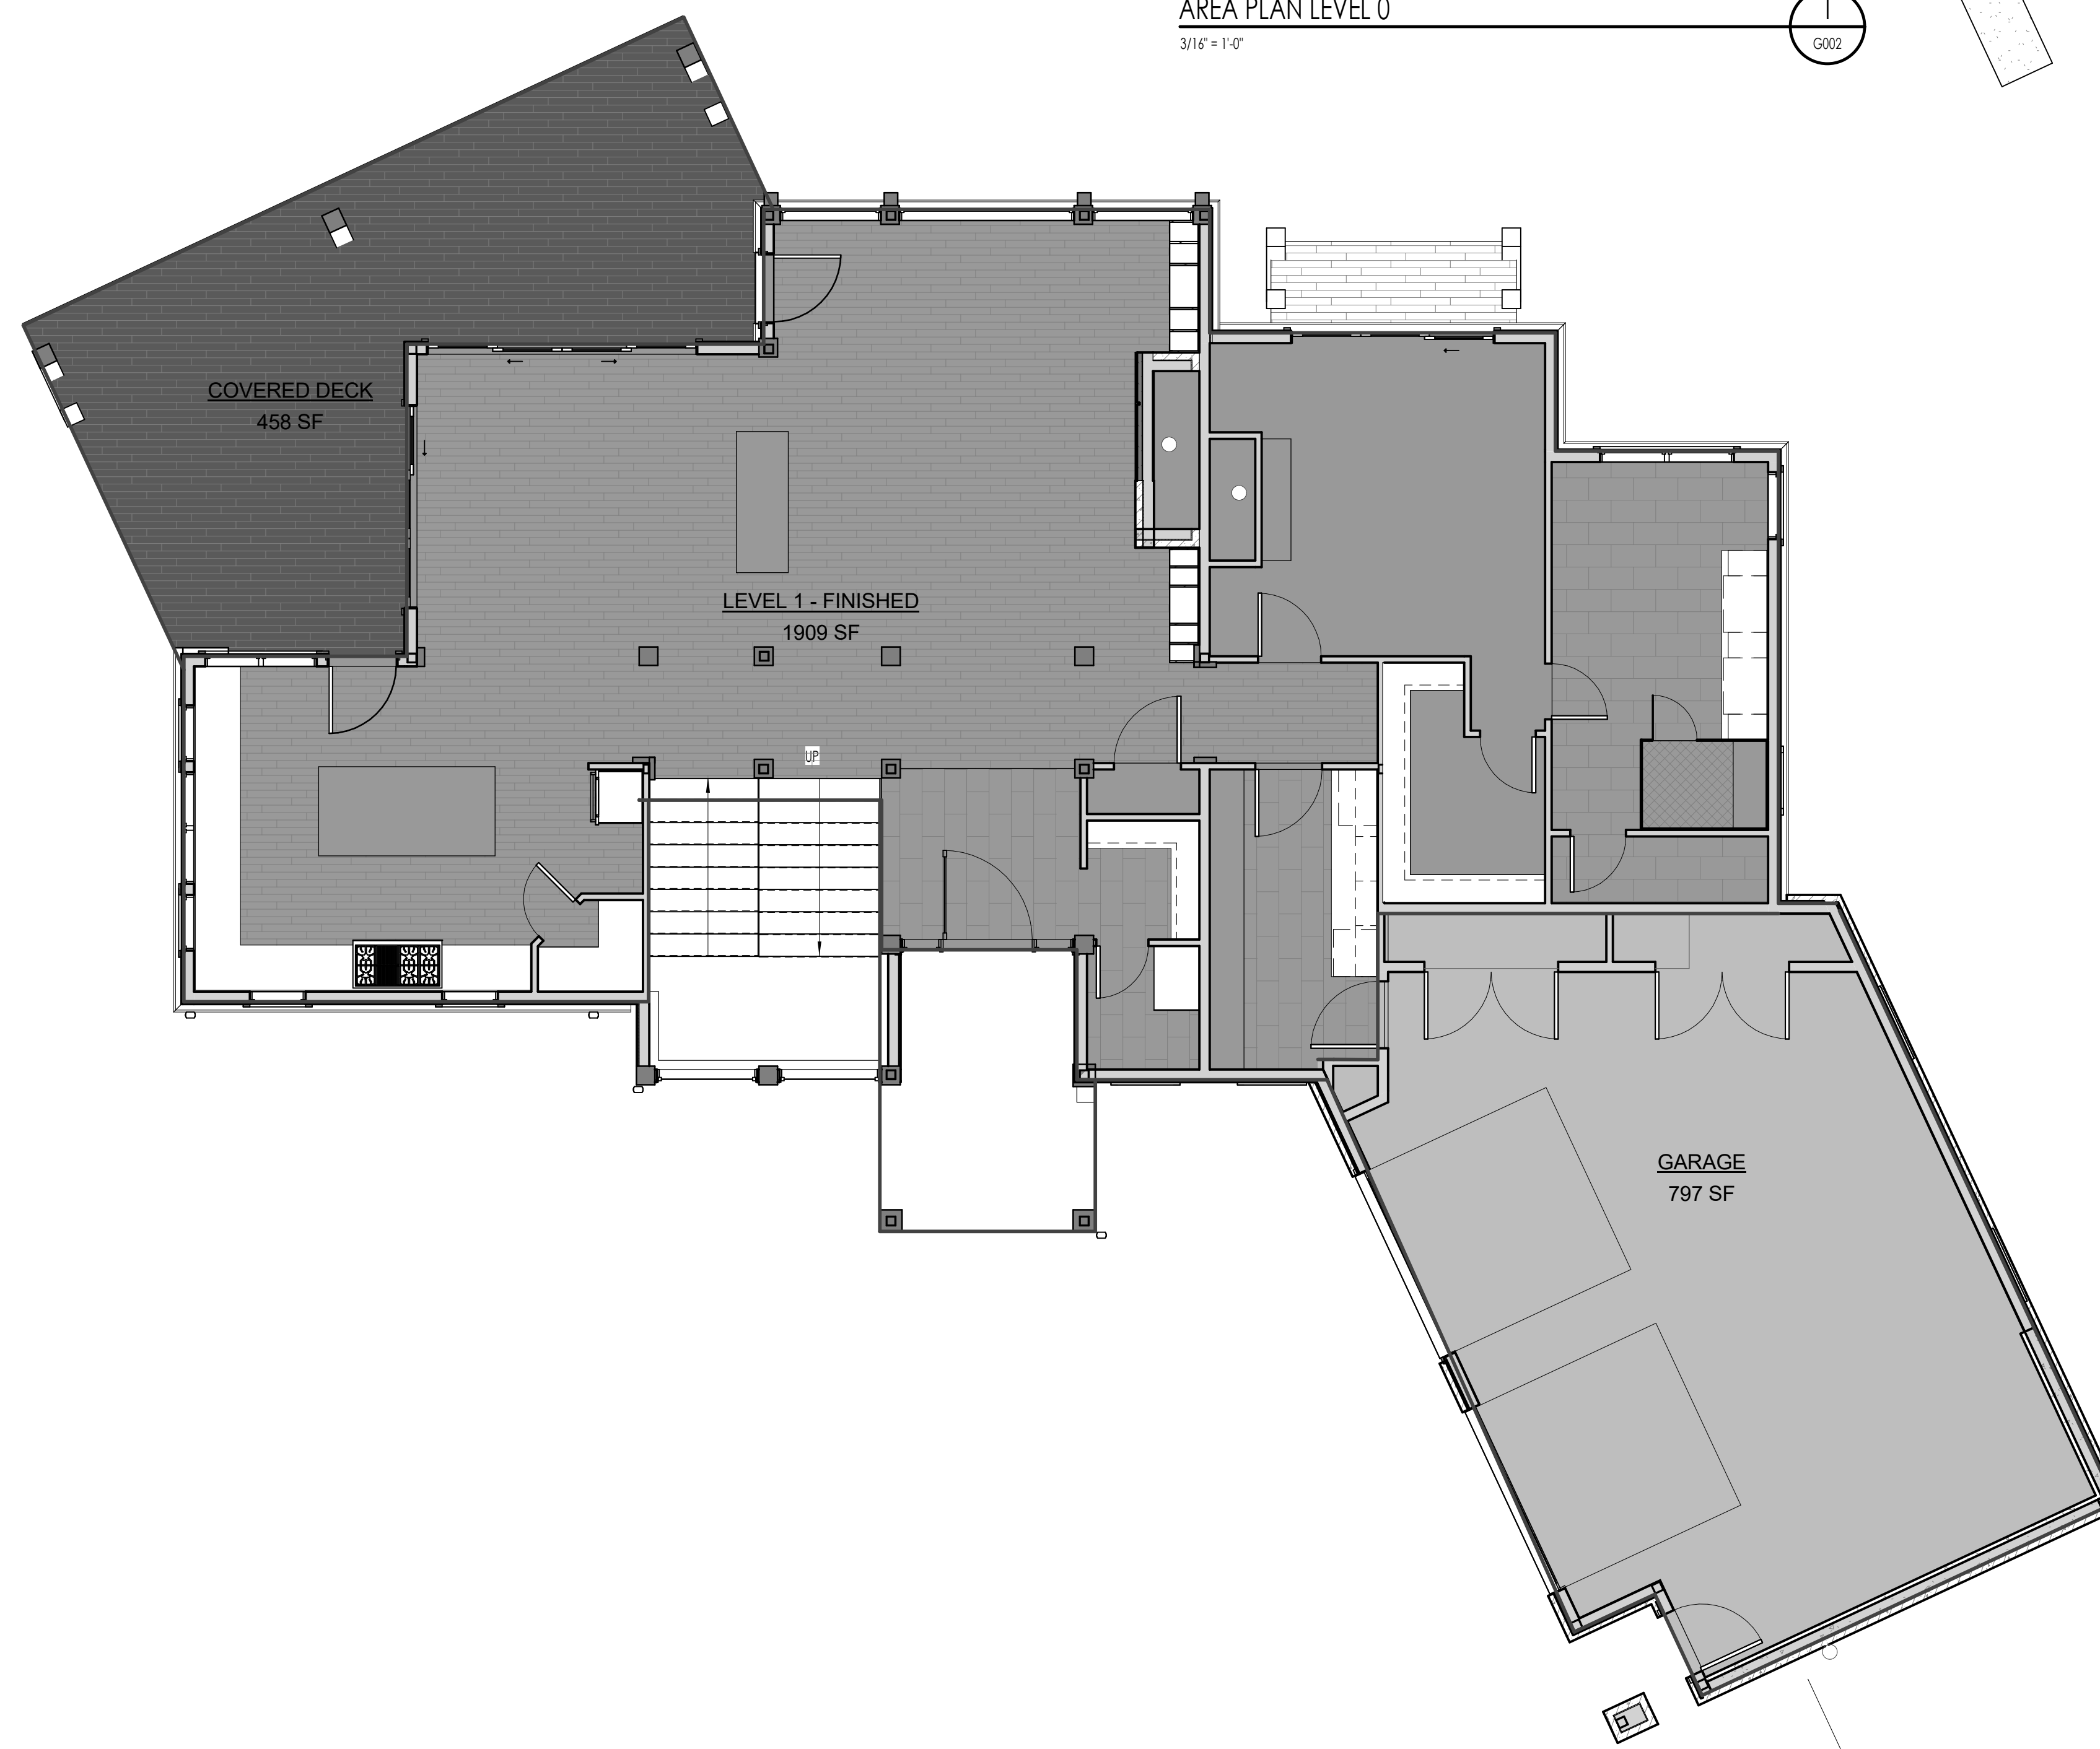 AREA PLAN LEVEL 0
3/16" = 1'-0"
1
G002
COVERED DECK
458 SF
LEVEL 1 - FINISHED
1909 SF
UP
GARAGE
797 SF